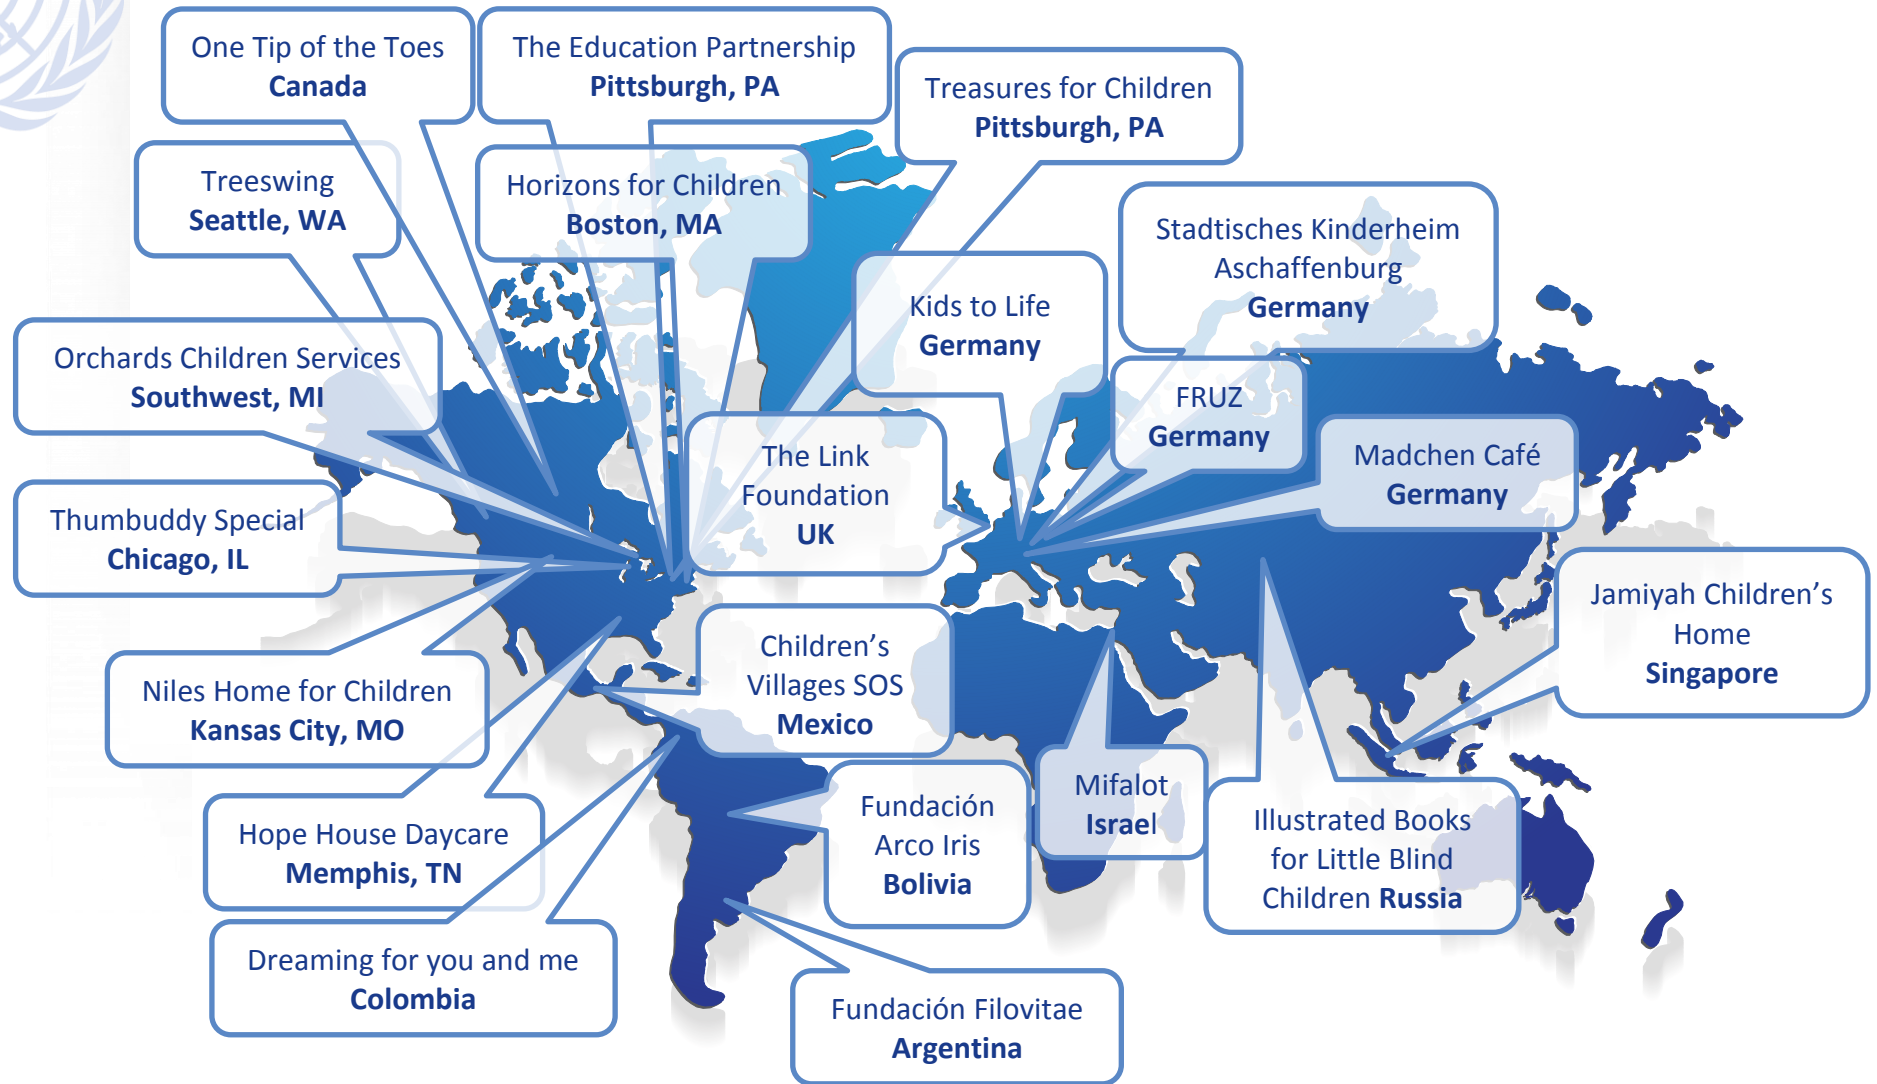 One Tip of the Toes
Canada
The Education Partnership
Pittsburgh, PA
Treasures for Children
Pittsburgh, PA
Treeswing
Seattle, WA
Horizons for Children
Boston, MA
Stadtisches Kinderheim
Aschaffenburg
Germany
Kids to Life
Germany
Orchards Children Services
Southwest, MI
FRUZ
Germany
The Link
Foundation
UK
Madchen Café
Germany
Thumbuddy Special
Chicago, IL
Jamiyah Children’s
Home
Singapore
Children’s
Villages SOS
Mexico
Niles Home for Children
Kansas City, MO
Mifalot
Israel
Fundación
Arco Iris
Bolivia
Illustrated Books
for Little Blind
Children Russia
Hope House Daycare
Memphis, TN
Dreaming for you and me
Colombia
Fundación Filovitae
Argentina